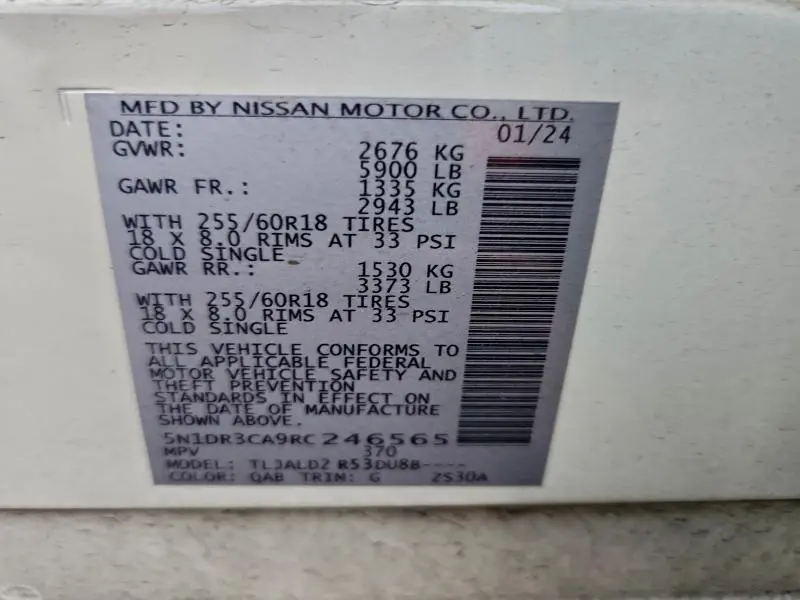 MFD BY NISSAN MOTOR CO., LTD.
DATE: 01/24
GVWR: 2676 KG
5900 LB
GAWR FR.: 1335 KG
2943 LB
WITH 255/60R18 TIRES
18 X 8.0 RIMS AT 33 PSI
COLD SINGLE
GAWR RR.: 1530 KG
3373 LB
WITH 255/60R18 TIRES
18 X 8.0 RIMS AT 33 PSI
COLD SINGLE
THIS VEHICLE CONFORMS TO
ALL APPLICABLE FEDERAL
MOTOR VEHICLE SAFETY AND
THEFT PREVENTION
STANDARDS IN EFFECT ON
THE DATE OF MANUFACTURE
SHOWN ABOVE.
5N1DR3CA9RC246565
MPV 370
MODEL: TLJALD2 R53DU8B----
COLOR: QAB TRIM: G ZS30A